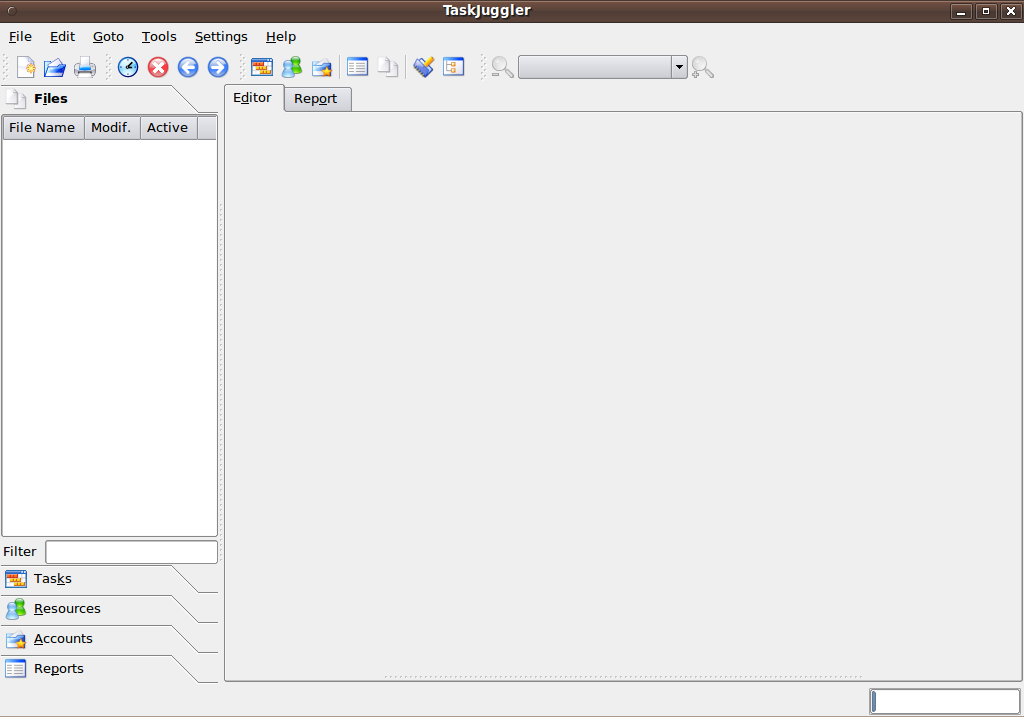 TaskJuggler
File Edit Goto Tools Settings Help
Files
Editor Report
File Name Modif. Active
Filter
Tasks
Resources
Accounts
Reports